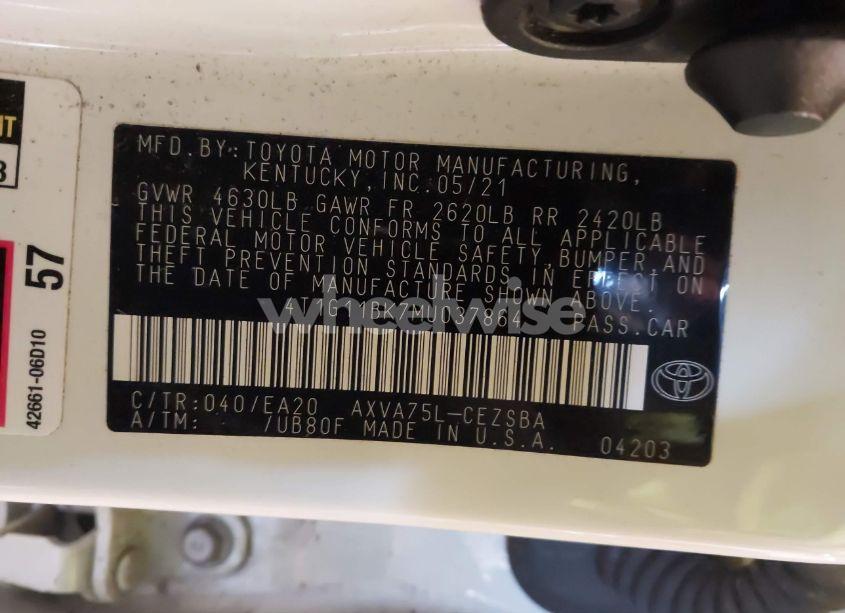 MFD. BY: TOYOTA MOTOR MANUFACTURING,
KENTUCKY, INC. 05/21
GVWR 4630LB GAWR FR 2620LB RR 2420LB
THIS VEHICLE CONFORMS TO ALL APPLICABLE
FEDERAL MOTOR VEHICLE SAFETY, BUMPER AND
THEFT PREVENTION STANDARDS IN EFFECT ON
THE DATE OF MANUFACTURE SHOWN ABOVE.
PASS.CAR
wheelwise
C/TR: 040/EA20 AXVA75L-CEZSBA
A/TM: /UB80F MADE IN U.S.A. 04203
57
42661-06D10